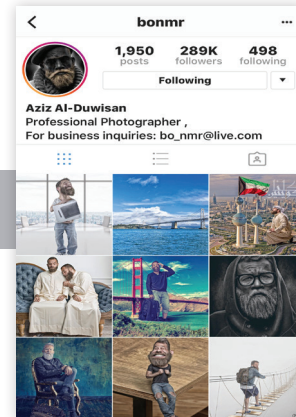 bonmr
1,950 289K 498
posts followers following
Following
Aziz Al-Duwisan
Professional Photographer ,
For business inquiries: bo_nmr@live.com